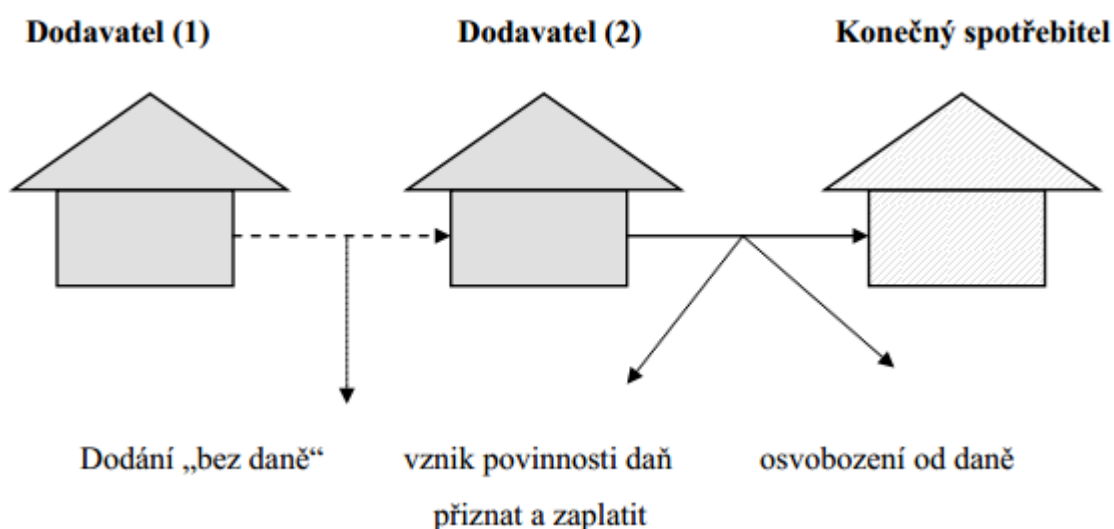 Dodavatel (1) Dodavatel (2) Konečný spotřebitel
Dodání „bez daně“ vznik povinnosti daň osvobození od daně
přiznat a zaplatit